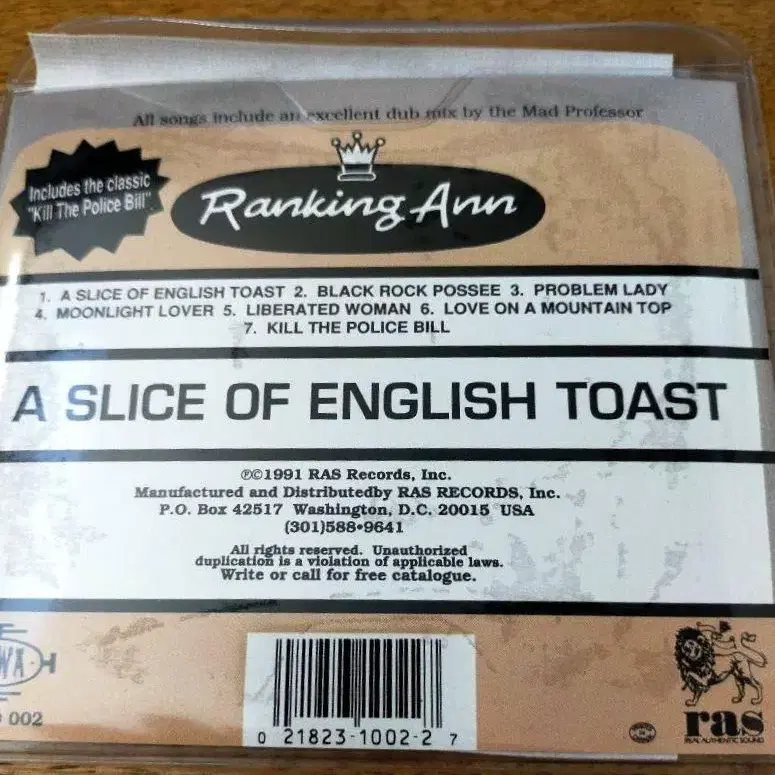 All songs include an excellent dub mix by the Mad Professor
Includes the classic
"Kill The Police Bill"
Ranking Ann
1. A SLICE OF ENGLISH TOAST 2. BLACK ROCK POSSEE 3. PROBLEM LADY
4. MOONLIGHT LOVER 5. LIBERATED WOMAN 6. LOVE ON A MOUNTAIN TOP
7. KILL THE POLICE BILL
A SLICE OF ENGLISH TOAST
℗©1991 RAS Records, Inc.
Manufactured and Distributedby RAS RECORDS, Inc.
P.O. Box 42517 Washington, D.C. 20015 USA
(301)588•9641
All rights reserved. Unauthorized
duplication is a violation of applicable laws.
Write or call for free catalogue.
002
0 21823-1002-2 7
ras
REAL AUTHENTIC SOUND